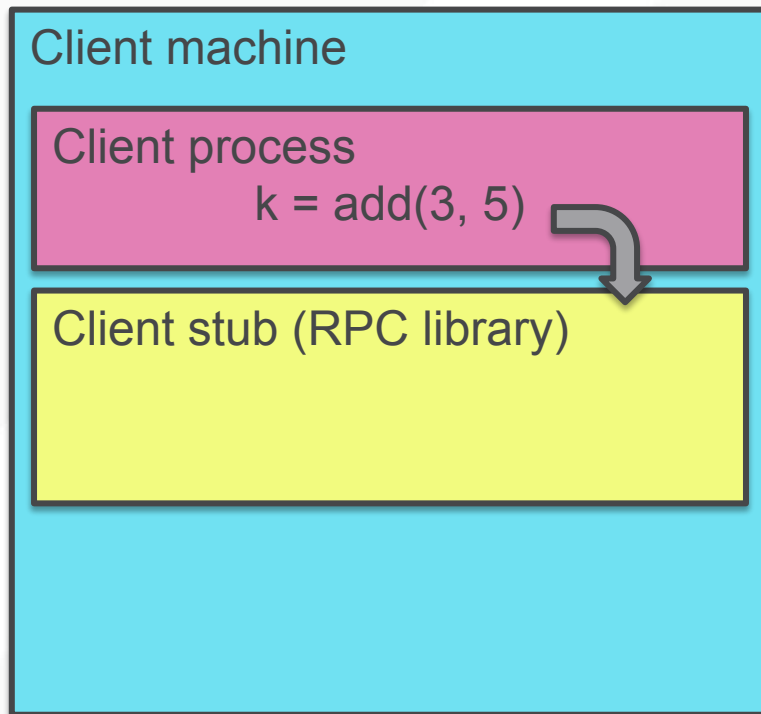 Client machine
Client process
k = add(3, 5)
Client stub (RPC library)